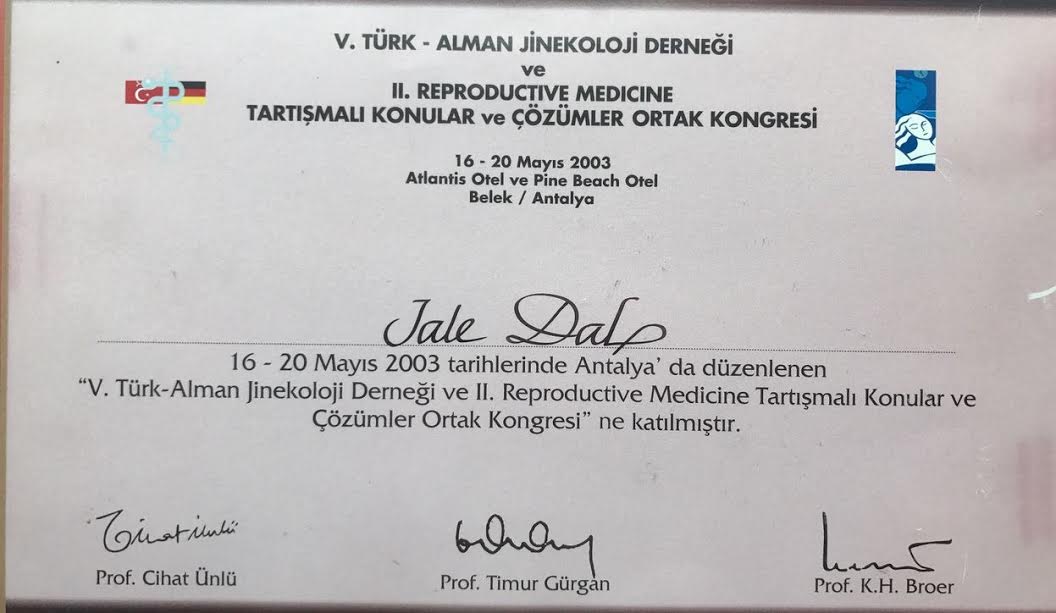 V. TÜRK - ALMAN JİNEKOLOJİ DERNEĞİ
ve
II. REPRODUCTIVE MEDICINE
TARTIŞMALI KONULAR ve ÇÖZÜMLER ORTAK KONGRESİ
16 - 20 Mayıs 2003
Atlantis Otel ve Pine Beach Otel
Belek / Antalya
Jale Dalp
16 - 20 Mayıs 2003 tarihlerinde Antalya' da düzenlenen
“V. Türk-Alman Jinekoloji Derneği ve II. Reproductive Medicine Tartışmalı Konular ve
Çözümler Ortak Kongresi” ne katılmıştır.
Cihat Ünlü
Prof. Cihat Ünlü
Prof. Timur Gürgan
Prof. K.H. Broer